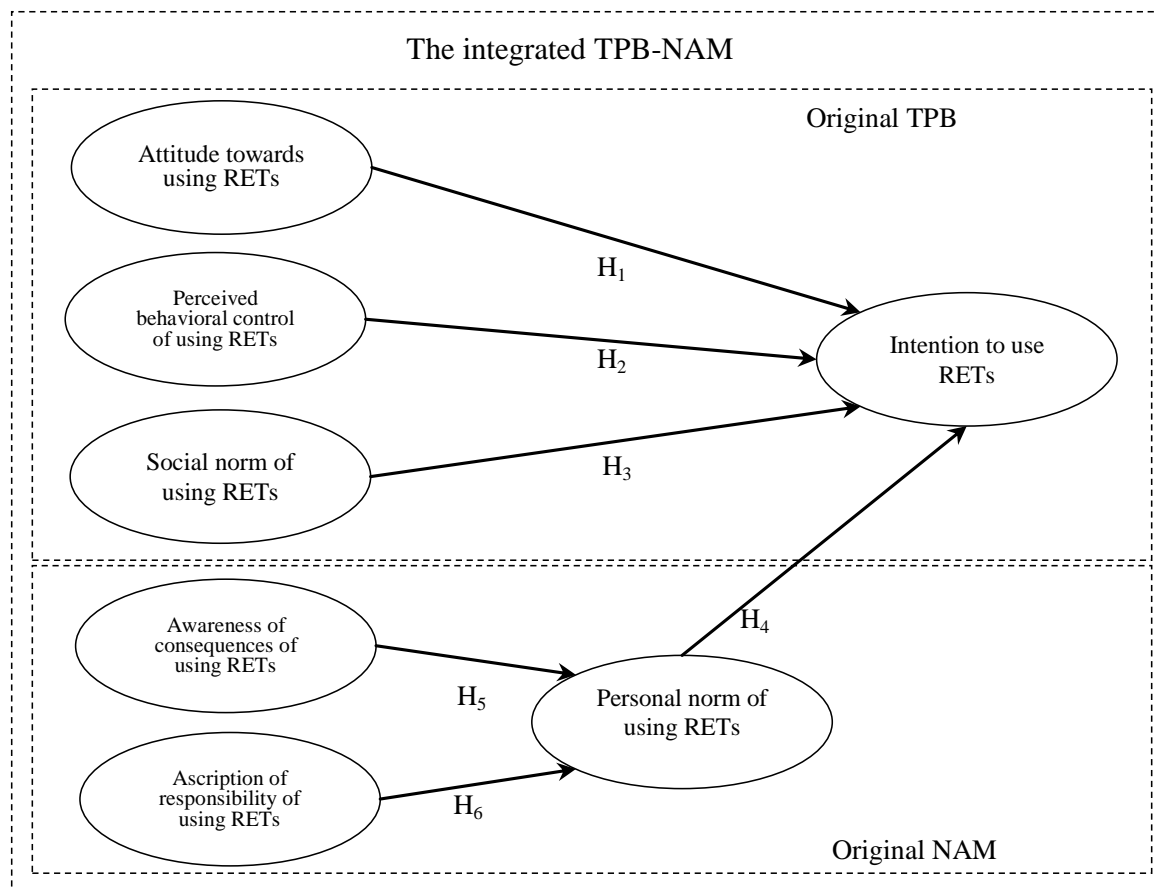 The integrated TPB-NAM
Original TPB
Attitude towards
using RETs
H₁
Perceived
behavioral control
of using RETs
H₂
Intention to use
RETs
Social norm of
using RETs
H₃
Awareness of
consequences of
using RETs
H₄
H₅
Personal norm of
using RETs
Ascription of
responsibility of
using RETs
H₆
Original NAM